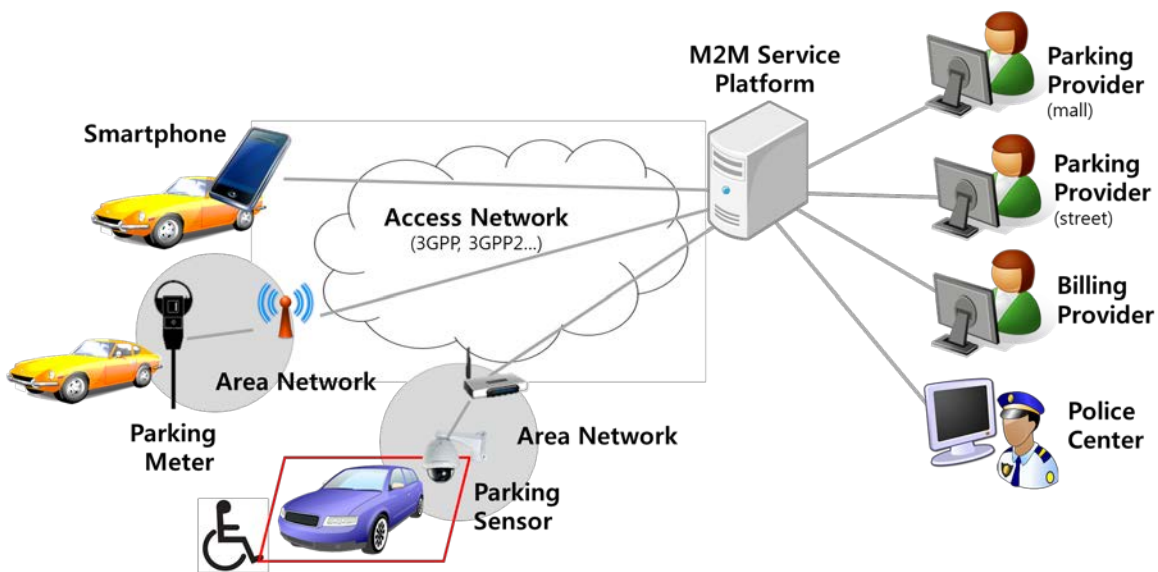 M2M Service
Platform
Parking
Provider
(mall)
Smartphone
Parking
Provider
(street)
Access Network
(3GPP, 3GPP2...)
Billing
Provider
Area Network
Parking
Meter
Area Network
Police
Center
Parking
Sensor